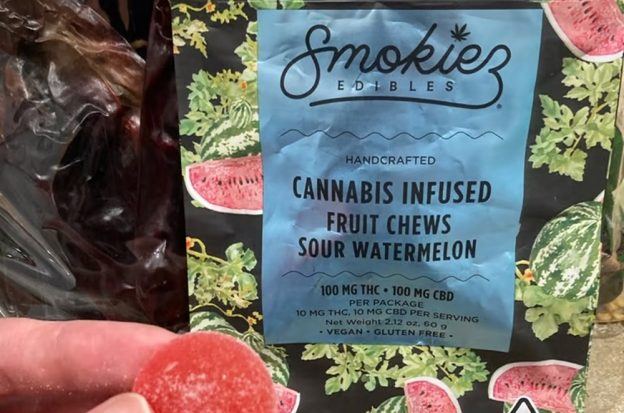 Smokiez
EDIBLES
HANDCRAFTED
CANNABIS INFUSED
FRUIT CHEWS
SOUR WATERMELON
100 MG THC • 100 MG CBD
PER PACKAGE
10 MG THC, 10 MG CBD PER SERVING
Net Weight 2.12 oz, 60 g
• VEGAN • GLUTEN FREE •